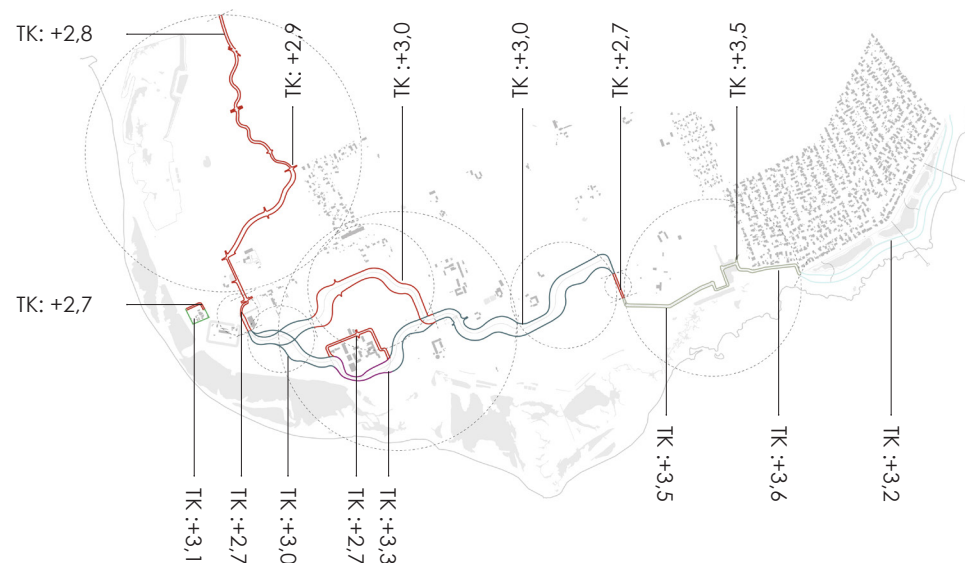 TK: +2,8
TK: +2,9
TK :+3,0
TK :+3,0
TK :+2,7
TK :+3,5
TK: +2,7
TK :+3,1
TK :+2,7
TK :+3,0
TK :+2,7
TK :+3,3
TK :+3,5
TK :+3,6
TK :+3,2